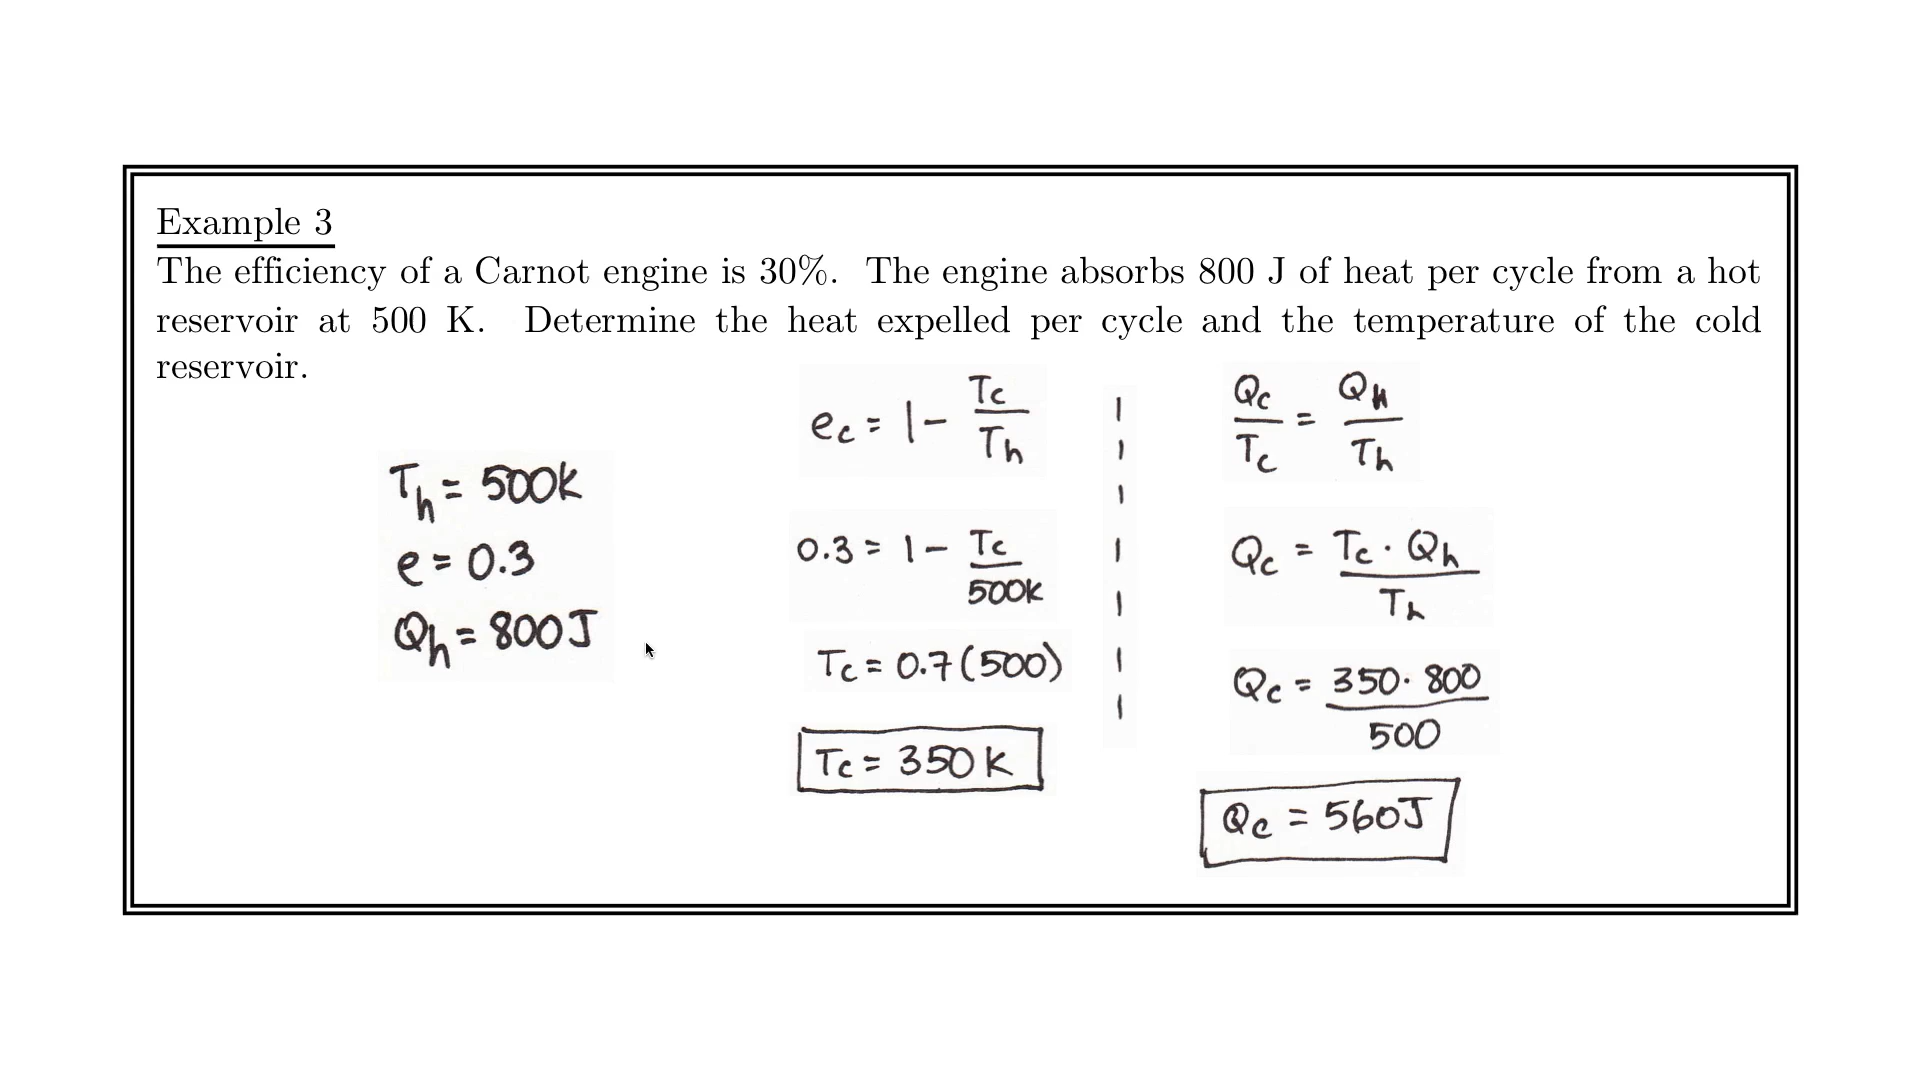 Example 3
The efficiency of a Carnot engine is 30%. The engine absorbs 800 J of heat per cycle from a hot
reservoir at 500 K. Determine the heat expelled per cycle and the temperature of the cold
reservoir.
Th = 500K
e = 0.3
Qh = 800J
ec = 1 - Tc/Th
0.3 = 1 - Tc/500K
Tc = 0.7(500)
Tc = 350K
Qc/Tc = QH/Th
Qc = Tc · Qh/Th
Qc = 350 · 800/500
Qc = 560J